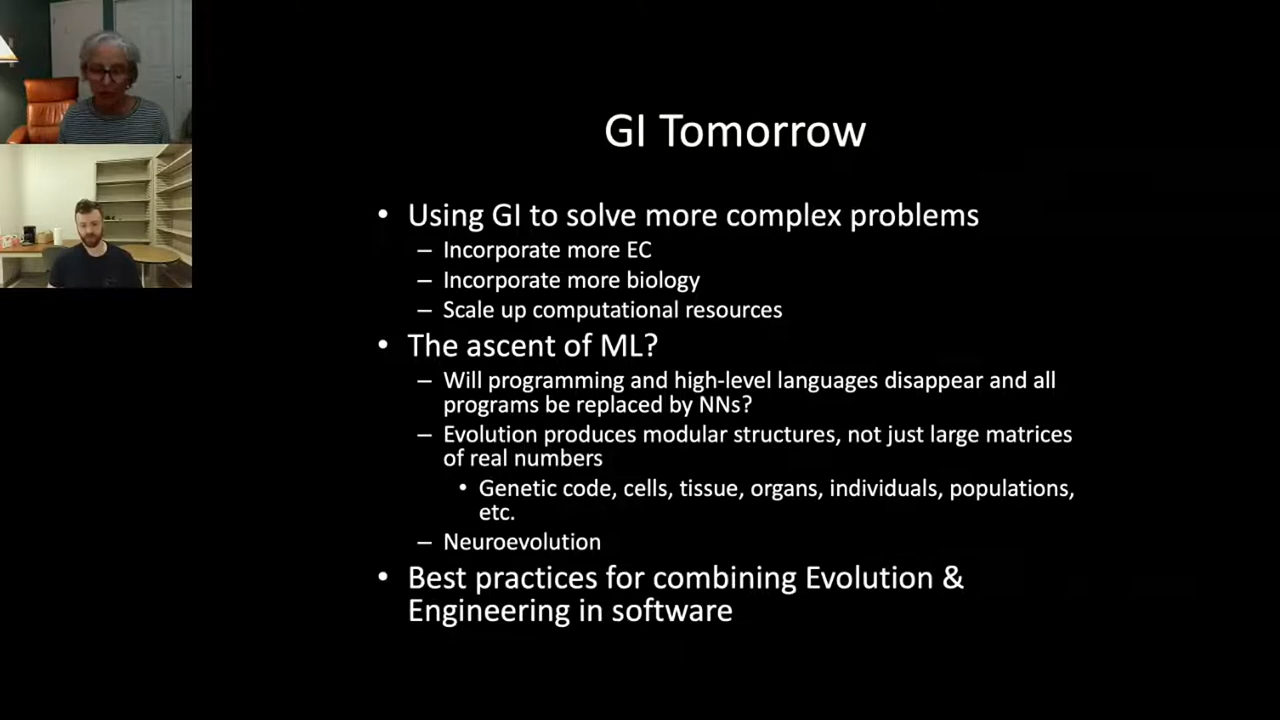 GI Tomorrow
• Using GI to solve more complex problems
– Incorporate more EC
– Incorporate more biology
– Scale up computational resources
• The ascent of ML?
– Will programming and high-level languages disappear and all
programs be replaced by NNs?
– Evolution produces modular structures, not just large matrices
of real numbers
• Genetic code, cells, tissue, organs, individuals, populations,
etc.
– Neuroevolution
• Best practices for combining Evolution &
Engineering in software